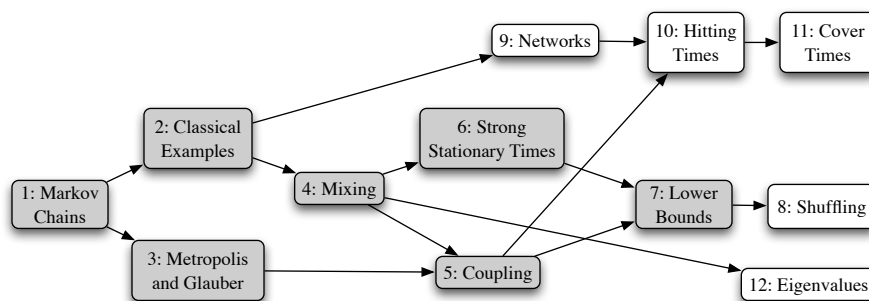 9: Networks
10: Hitting
Times
11: Cover
Times
2: Classical
Examples
6: Strong
Stationary Times
1: Markov
Chains
4: Mixing
7: Lower
Bounds
8: Shuffling
3: Metropolis
and Glauber
5: Coupling
12: Eigenvalues